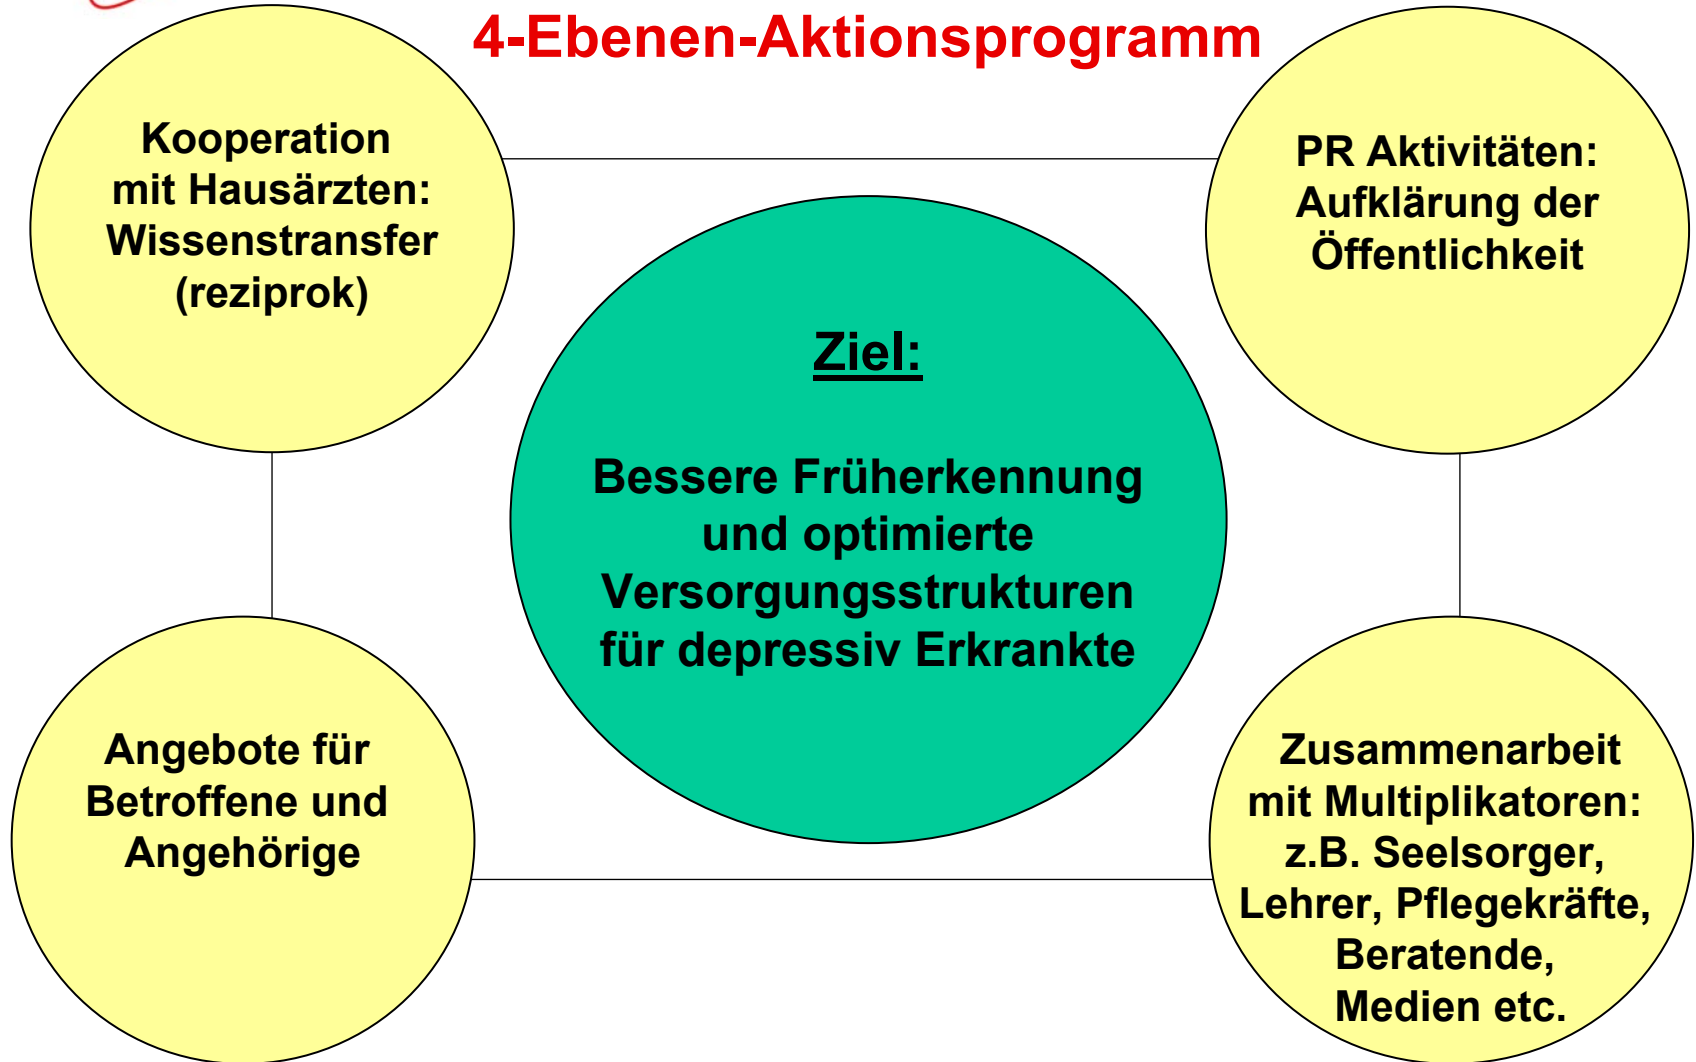 4-Ebenen-Aktionsprogramm
Kooperation
mit Hausärzten:
Wissenstransfer
(reziprok)
PR Aktivitäten:
Aufklärung der
Öffentlichkeit
Ziel:
Bessere Früherkennung
und optimierte
Versorgungsstrukturen
für depressiv Erkrankte
Angebote für
Betroffene und
Angehörige
Zusammenarbeit
mit Multiplikatoren:
z.B. Seelsorger,
Lehrer, Pflegekräfte,
Beratende,
Medien etc.